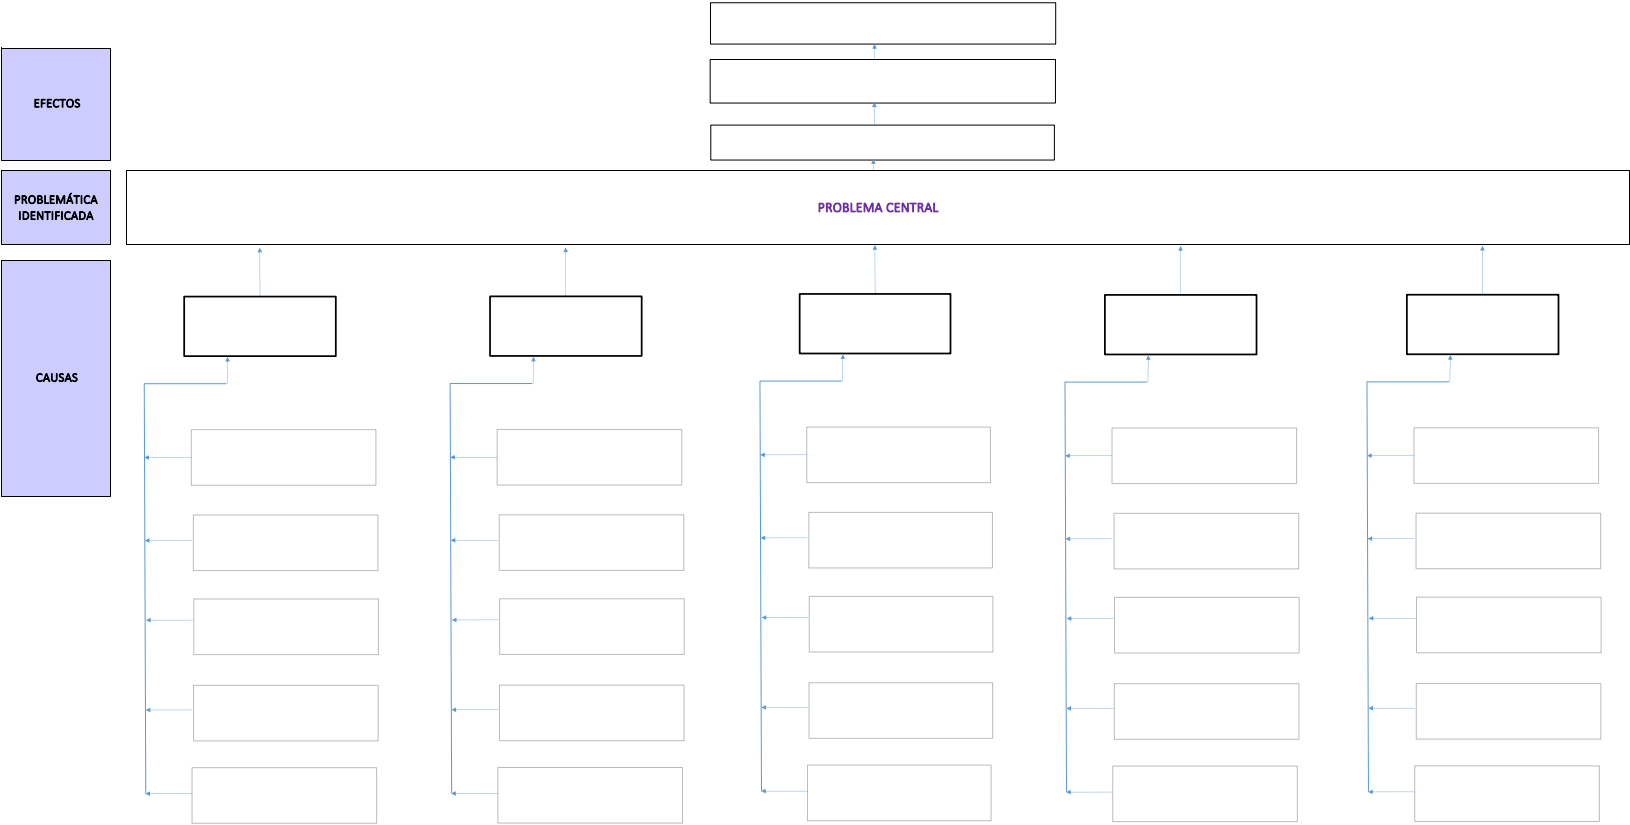 EFECTOS
PROBLEMÁTICA
IDENTIFICADA
PROBLEMA CENTRAL
CAUSAS